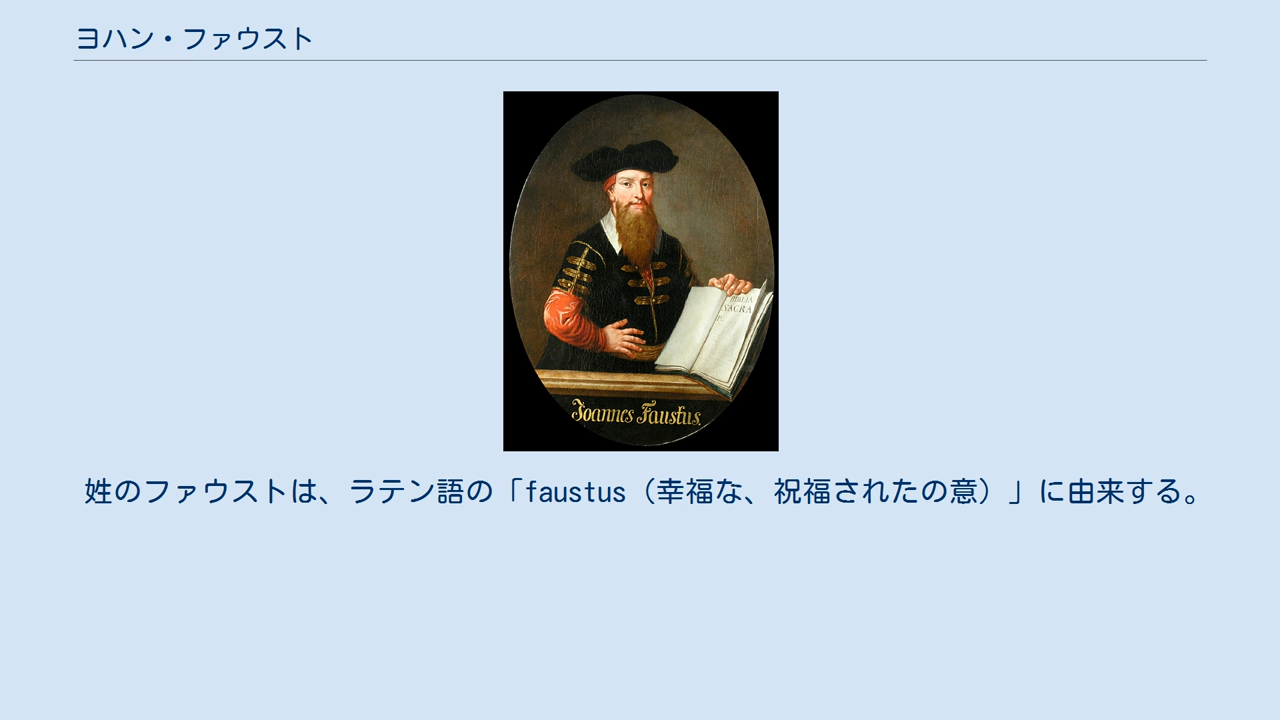 ヨハン・ファウスト
BIBLIA
SACRA
Joannes Faustus.
姓のファウストは、ラテン語の「faustus（幸福な、祝福されたの意）」に由来する。